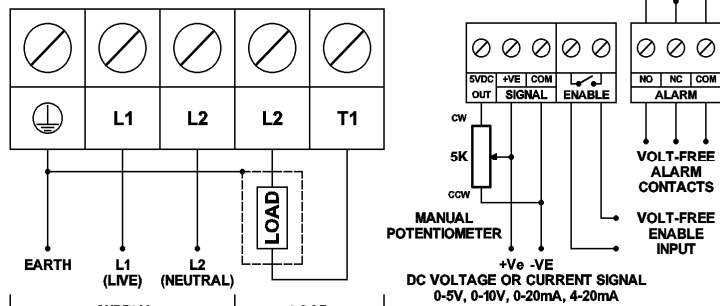 L1 L2 L2 T1
LOAD
EARTH
L1
(LIVE)
L2
(NEUTRAL)
5VDC +VE COM
OUT SIGNAL ENABLE
NO NC COM
ALARM
CW
5K
CCW
MANUAL
POTENTIOMETER
VOLT-FREE
ALARM
CONTACTS
VOLT-FREE
ENABLE
INPUT
+Ve -VE
DC VOLTAGE OR CURRENT SIGNAL
0-5V, 0-10V, 0-20mA, 4-20mA